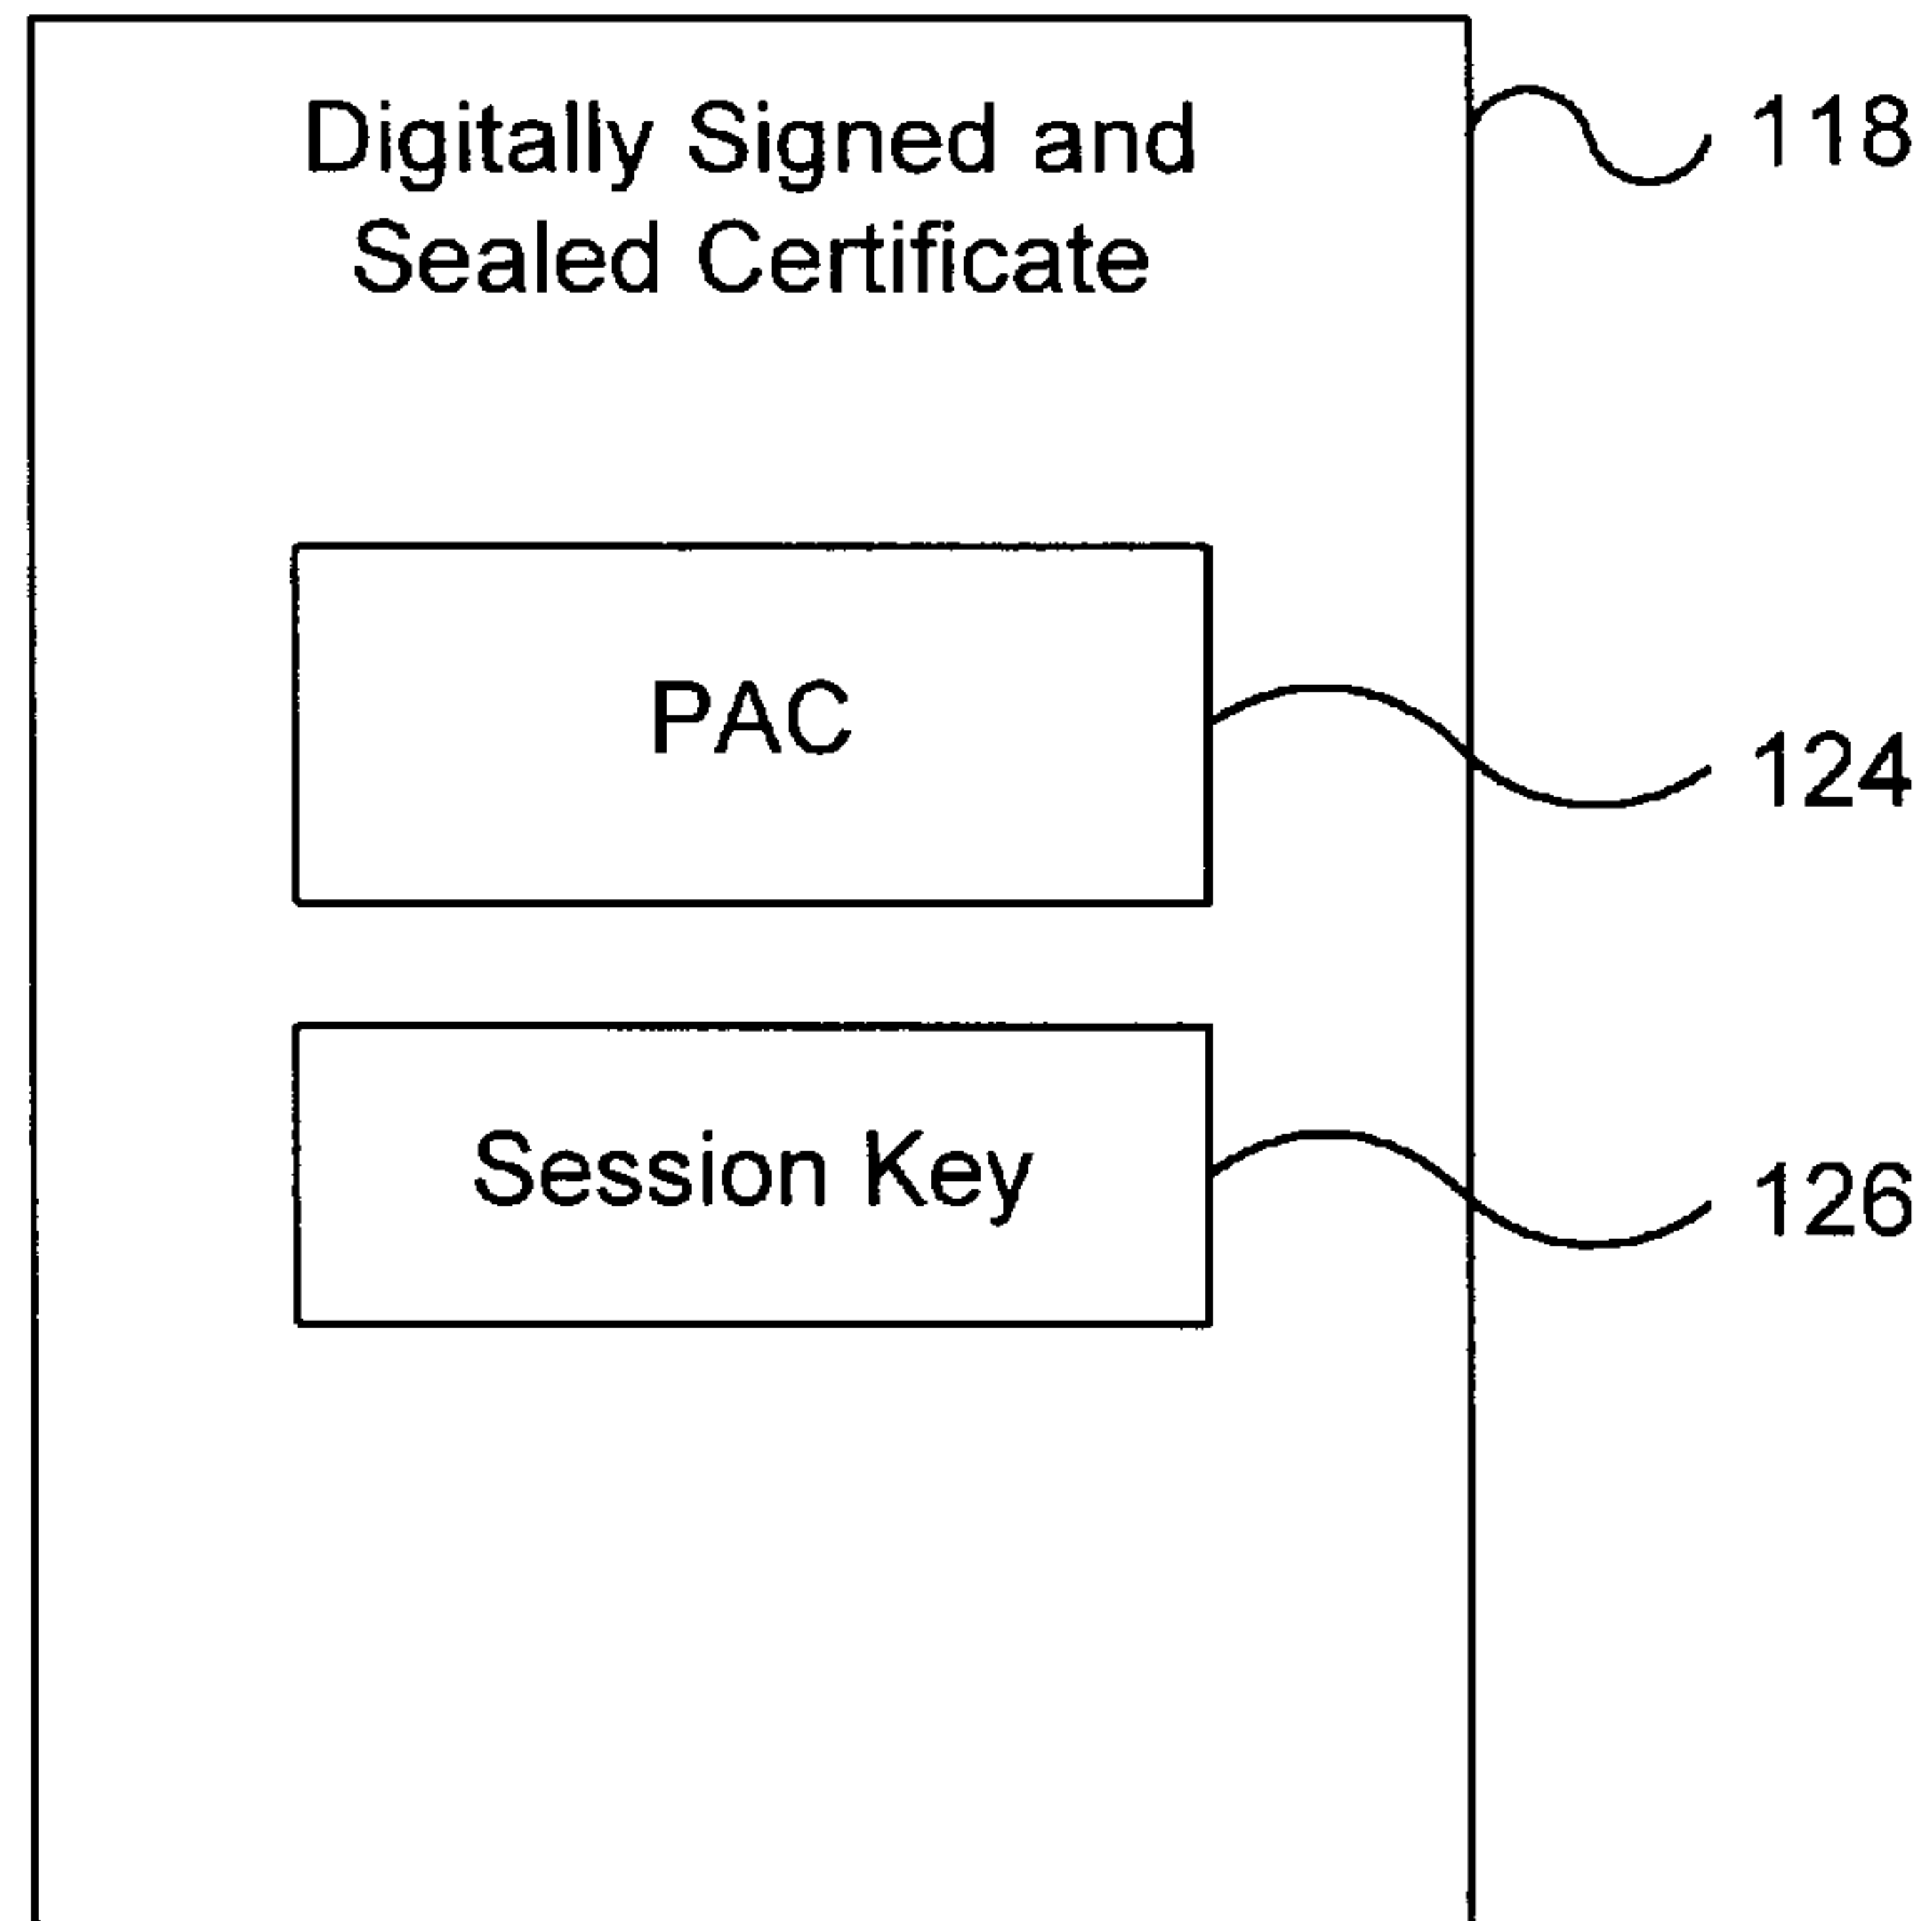 Digitally Signed and
Sealed Certificate
118
PAC
124
Session Key
126